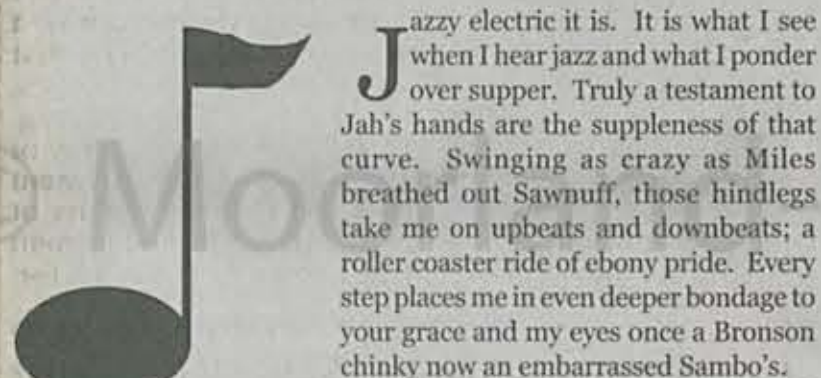 Jazzy electric it is. It is what I see
when I hear jazz and what I ponder
over supper. Truly a testament to
Jah's hands are the suppleness of that
curve. Swinging as crazy as Miles
breathed out Sawnuff, those hindlegs
take me on upbeats and downbeats; a
roller coaster ride of ebony pride. Every
step places me in even deeper bondage to
your grace and my eyes once a Bronson
chinky now an embarrassed Sambo's.
© Moorland-